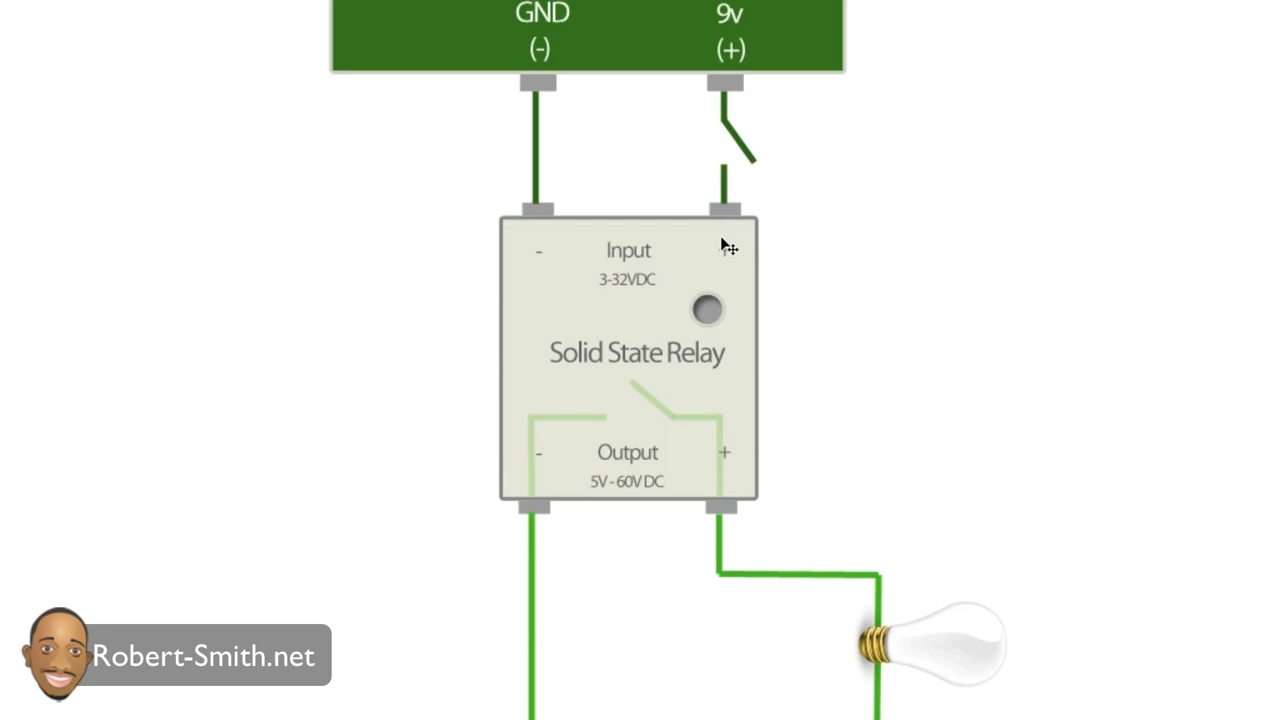 GND 9v
(-) (+)
- Input
3-32VDC
Solid State Relay
- Output +
5V - 60V DC
Robert-Smith.net